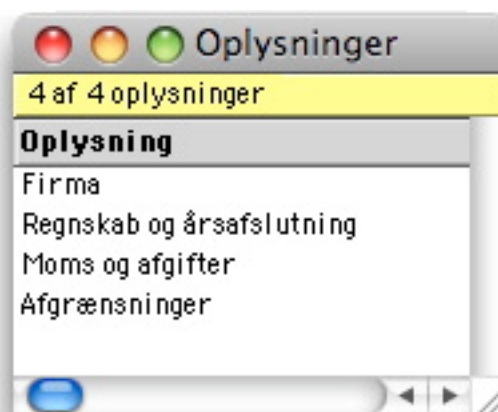 Oplysninger
4 af 4 oplysninger
Oplysning
Firma
Regnskab og årsafslutning
Moms og afgifter
Afgrænsninger